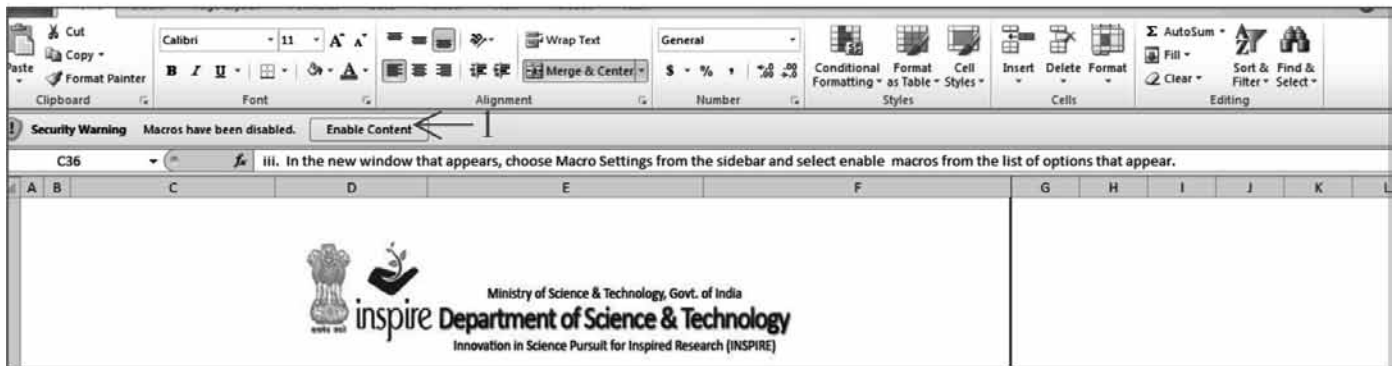 Cut
Copy
Paste
Format Painter
Clipboard
Calibri
11
A A
B I U
A
Font
Wrap Text
Merge & Center
Alignment
General
$ % ,
Number
Conditional Formatting
Format as Table
Cell Styles
Styles
Insert
Delete
Format
Cells
Σ AutoSum
Fill
Clear
Sort & Filter
Find & Select
Editing
Security Warning Macros have been disabled. Enable Content 1
C36 fx iii. In the new window that appears, choose Macro Settings from the sidebar and select enable macros from the list of options that appear.
A B C D E F G H I J K L
Ministry of Science & Technology, Govt. of India
inspire Department of Science & Technology
Innovation in Science Pursuit for Inspired Research (INSPIRE)